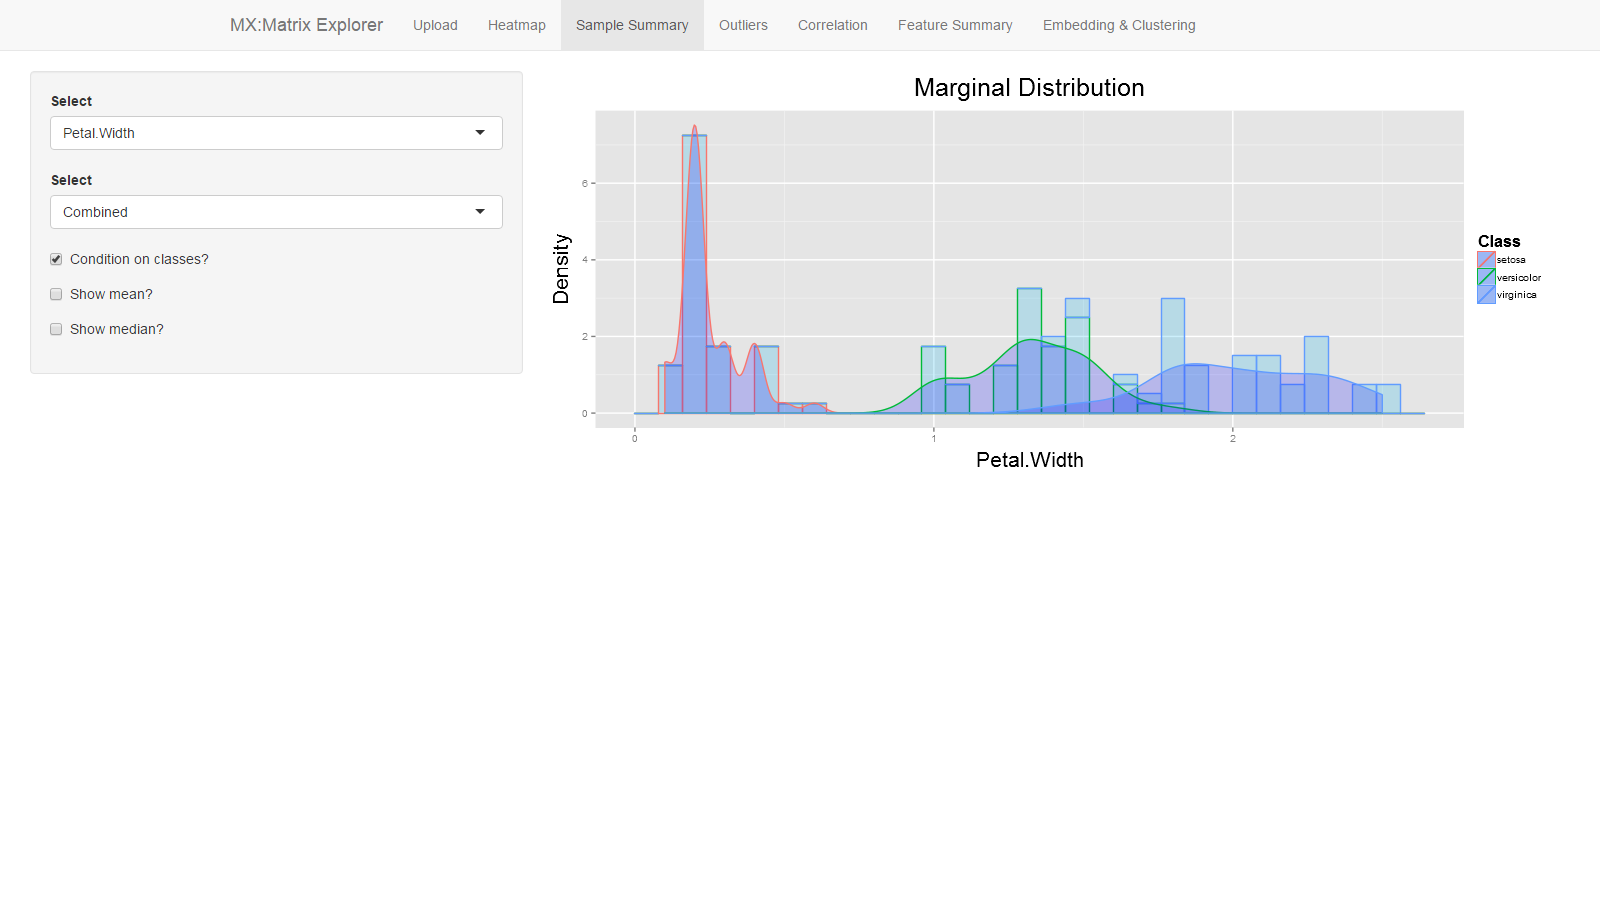 MX:Matrix Explorer Upload Heatmap Sample Summary Outliers Correlation Feature Summary Embedding & Clustering
Select
Petal.Width
Select
Combined
Condition on classes?
Show mean?
Show median?
Marginal Distribution
Density
6
4
2
0
0 1 2
Petal.Width
Class
setosa
versicolor
virginica